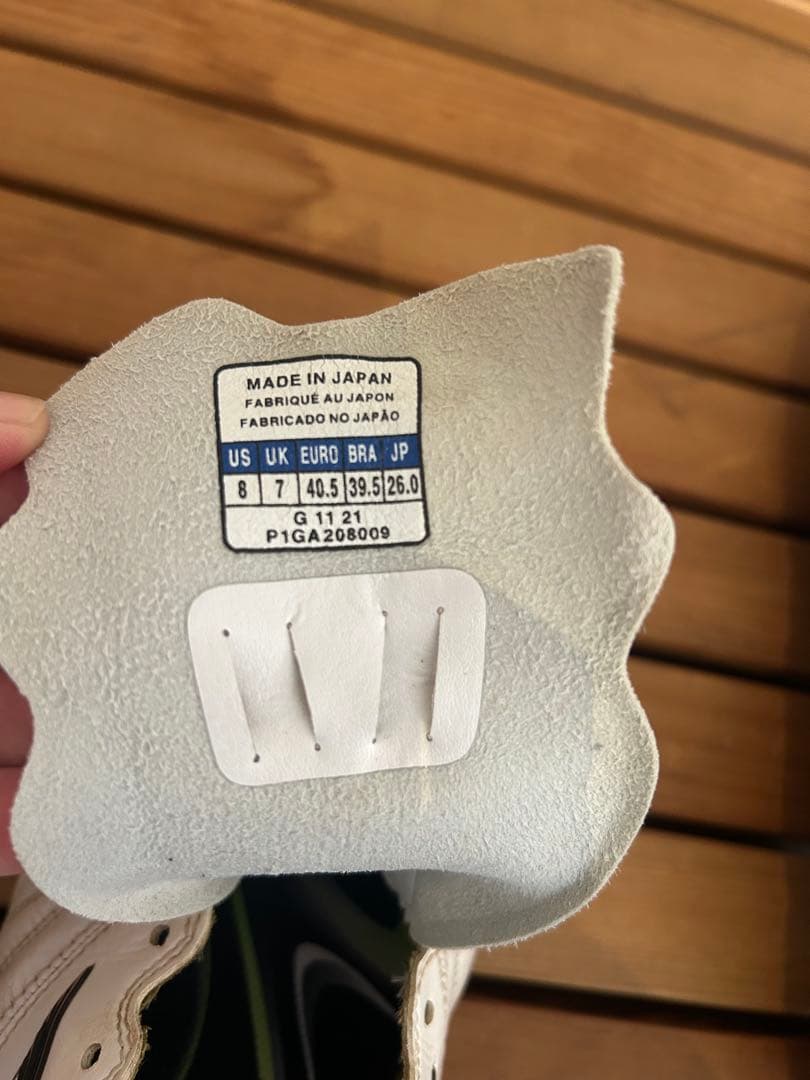 MADE IN JAPAN
FABRIQUÉ AU JAPON
FABRICADO NO JAPÃO
US UK EURO BRA JP
8 7 40.5 39.5 26.0
G 11 21
P1GA208009